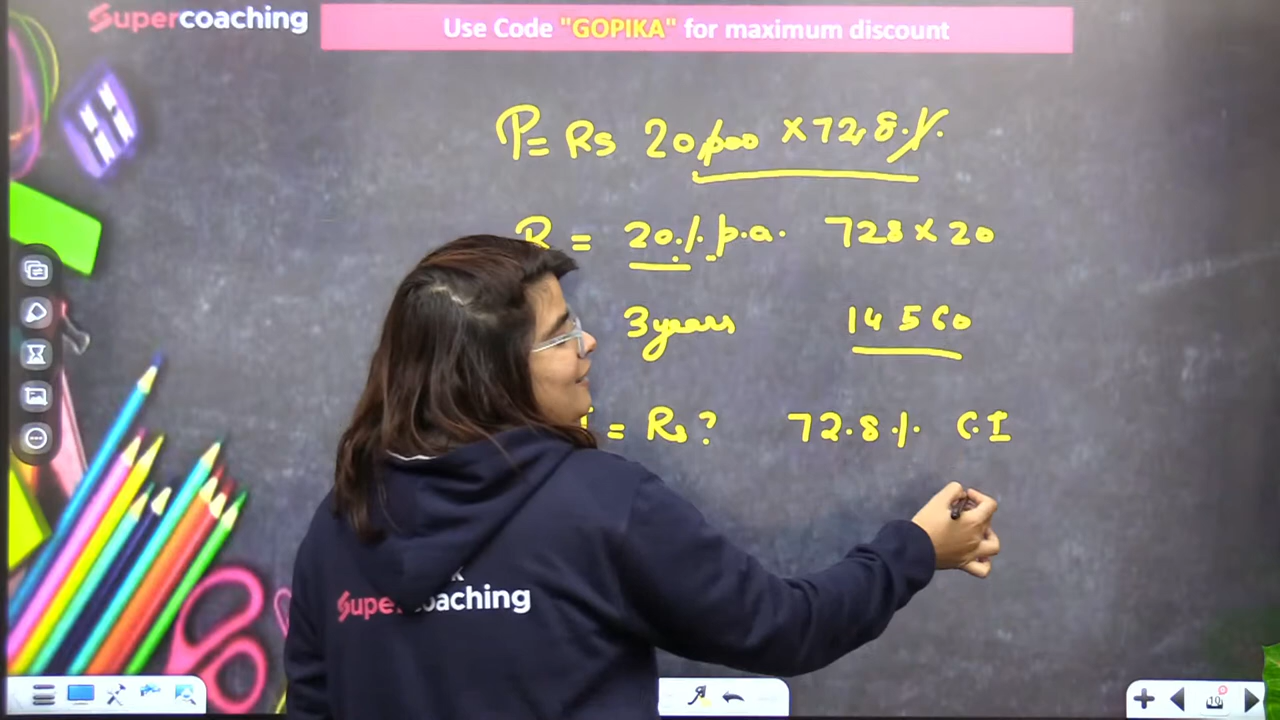 Supercoaching
Use Code "GOPIKA" for maximum discount
P= Rs 20000 x 72.8%
R = 20% p.a. 728 x 20
3 years 14560
= Rs? 72.8% C.I
Supercoaching
10